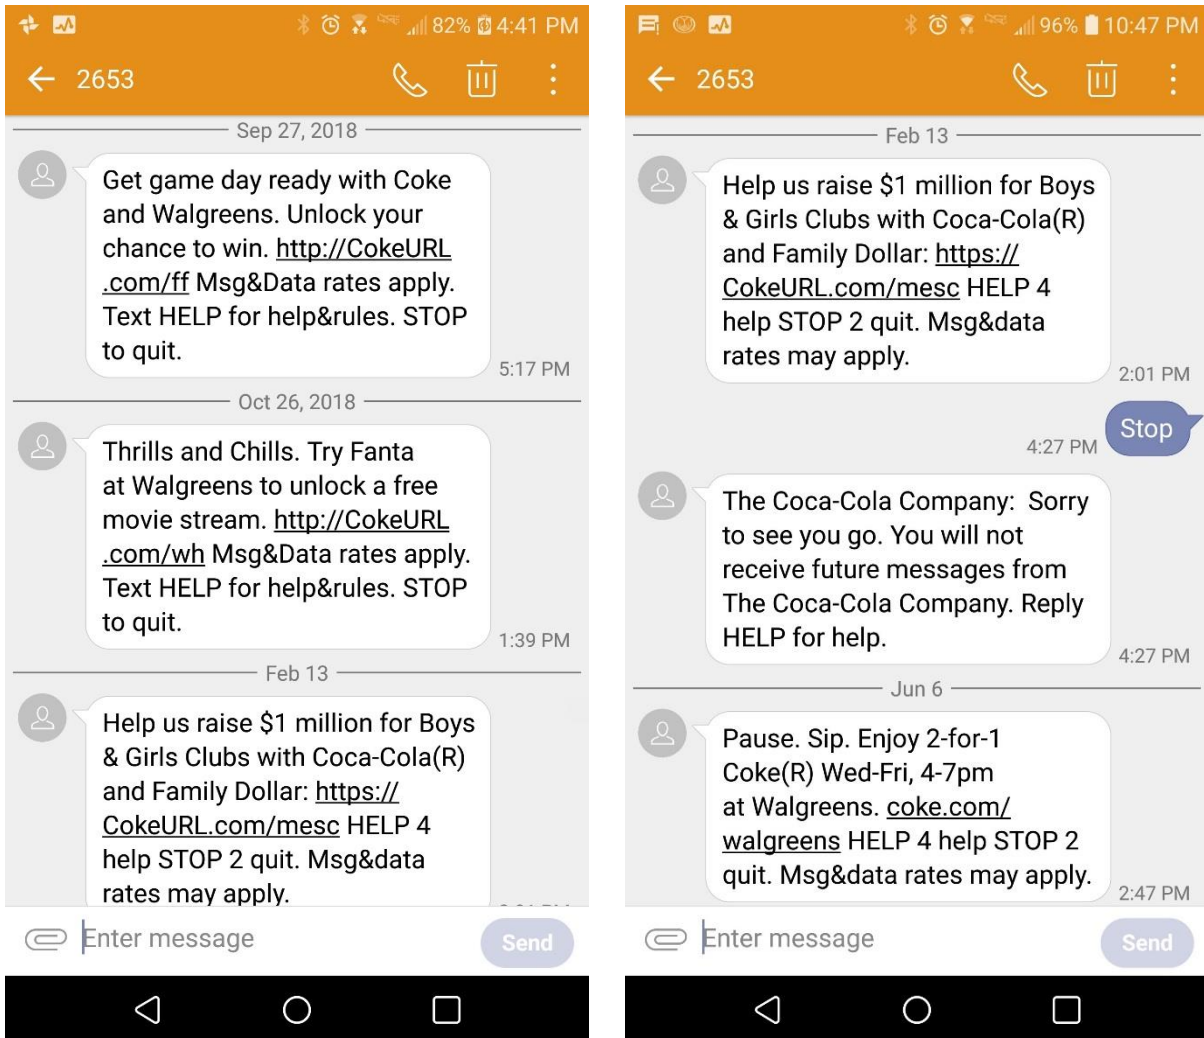 82% 4:41 PM
2653
Sep 27, 2018
Get game day ready with Coke
and Walgreens. Unlock your
chance to win. http://CokeURL
.com/ff Msg&Data rates apply.
Text HELP for help&rules. STOP
to quit.
5:17 PM
Oct 26, 2018
Thrills and Chills. Try Fanta
at Walgreens to unlock a free
movie stream. http://CokeURL
.com/wh Msg&Data rates apply.
Text HELP for help&rules. STOP
to quit.
1:39 PM
Feb 13
Help us raise $1 million for Boys
& Girls Clubs with Coca-Cola(R)
and Family Dollar: https://
CokeURL.com/mesc HELP 4
help STOP 2 quit. Msg&data
rates may apply.
Enter message
Send
96% 10:47 PM
2653
Feb 13
Help us raise $1 million for Boys
& Girls Clubs with Coca-Cola(R)
and Family Dollar: https://
CokeURL.com/mesc HELP 4
help STOP 2 quit. Msg&data
rates may apply.
2:01 PM
Stop
4:27 PM
The Coca-Cola Company:  Sorry
to see you go. You will not
receive future messages from
The Coca-Cola Company. Reply
HELP for help.
4:27 PM
Jun 6
Pause. Sip. Enjoy 2-for-1
Coke(R) Wed-Fri, 4-7pm
at Walgreens. coke.com/
walgreens HELP 4 help STOP 2
quit. Msg&data rates may apply.
2:47 PM
Enter message
Send